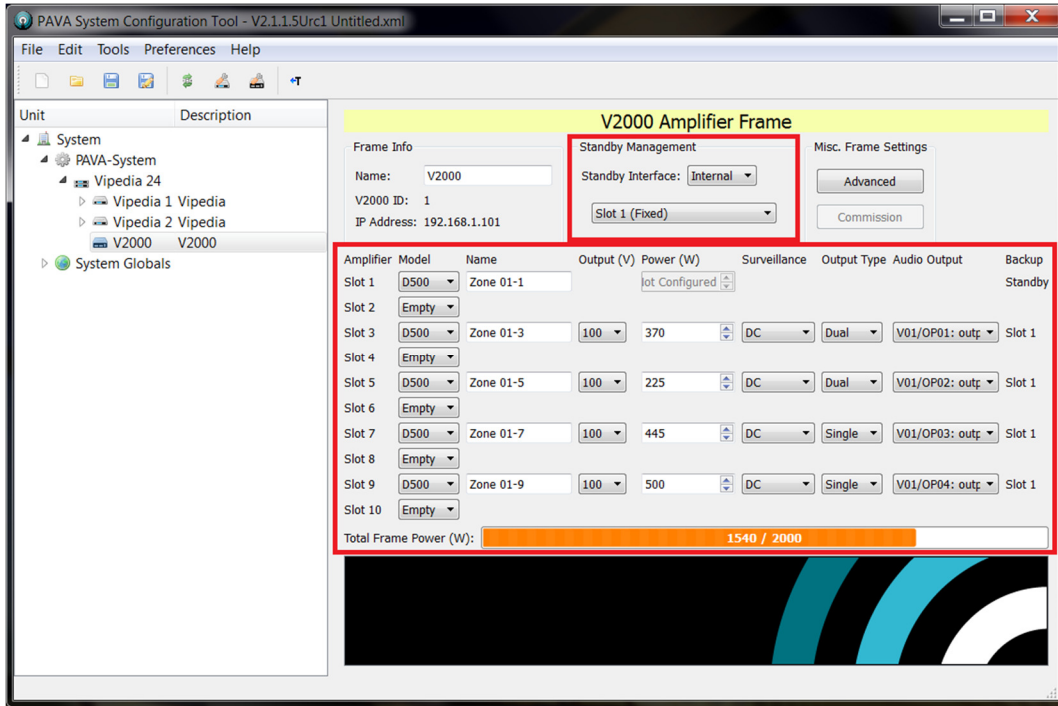 PAVA System Configuration Tool - V2.1.1.5Urc1 Untitled.xml
File Edit Tools Preferences Help
Unit Description
System
PAVA-System
Vipedia 24
Vipedia 1 Vipedia
Vipedia 2 Vipedia
V2000 V2000
System Globals
V2000 Amplifier Frame
Frame Info
Name: V2000
V2000 ID: 1
IP Address: 192.168.1.101
Standby Management
Standby Interface: Internal
Slot 1 (Fixed)
Misc. Frame Settings
Advanced
Commission
Amplifier Model Name Output (V) Power (W) Surveillance Output Type Audio Output Backup
Slot 1 D500 Zone 01-1 lot Configured Standby
Slot 2 Empty
Slot 3 D500 Zone 01-3 100 370 DC Dual V01/OP01: outp Slot 1
Slot 4 Empty
Slot 5 D500 Zone 01-5 100 225 DC Dual V01/OP02: outp Slot 1
Slot 6 Empty
Slot 7 D500 Zone 01-7 100 445 DC Single V01/OP03: outp Slot 1
Slot 8 Empty
Slot 9 D500 Zone 01-9 100 500 DC Single V01/OP04: outp Slot 1
Slot 10 Empty
Total Frame Power (W): 1540 / 2000